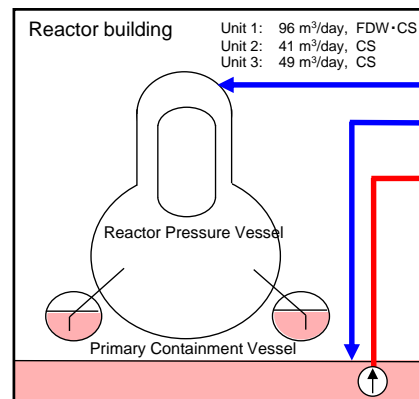 Reactor building
Unit 1: 96 m³/day, FDW･CS
Unit 2: 41 m³/day, CS
Unit 3: 49 m³/day, CS
Reactor Pressure Vessel
Primary Containment Vessel